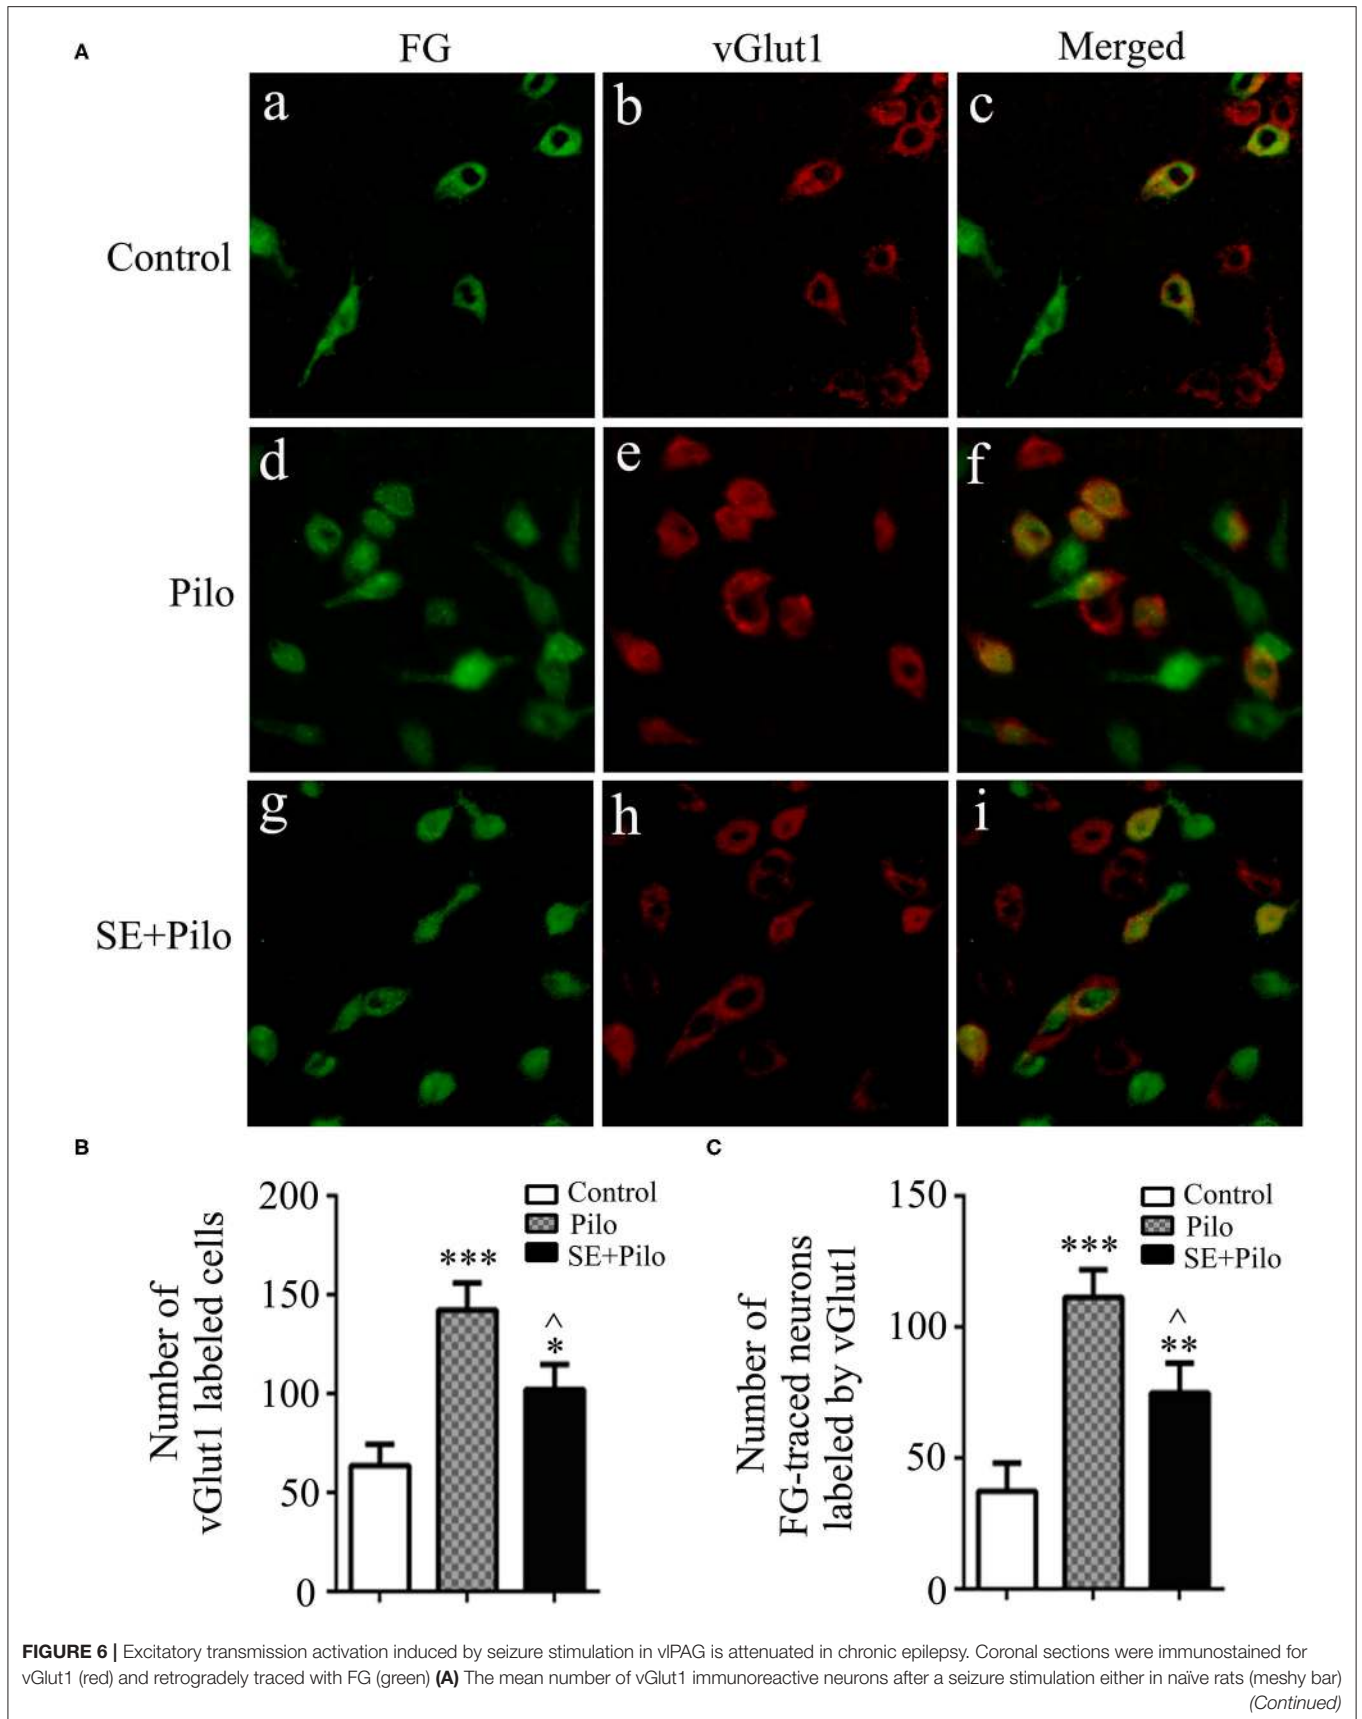 A
FG vGlut1 Merged
a b c
Control
d e f
Pilo
g h i
SE+Pilo
B
Number of
vGlut1 labeled cells
200
150
100
50
0
***
^
*
Control
Pilo
SE+Pilo
C
Number of
FG-traced neurons
labeled by vGlut1
150
100
50
0
***
^
**
Control
Pilo
SE+Pilo
FIGURE 6 | Excitatory transmission activation induced by seizure stimulation in vlPAG is attenuated in chronic epilepsy. Coronal sections were immunostained for
vGlut1 (red) and retrogradely traced with FG (green) (A) The mean number of vGlut1 immunoreactive neurons after a seizure stimulation either in naïve rats (meshy bar)
(Continued)